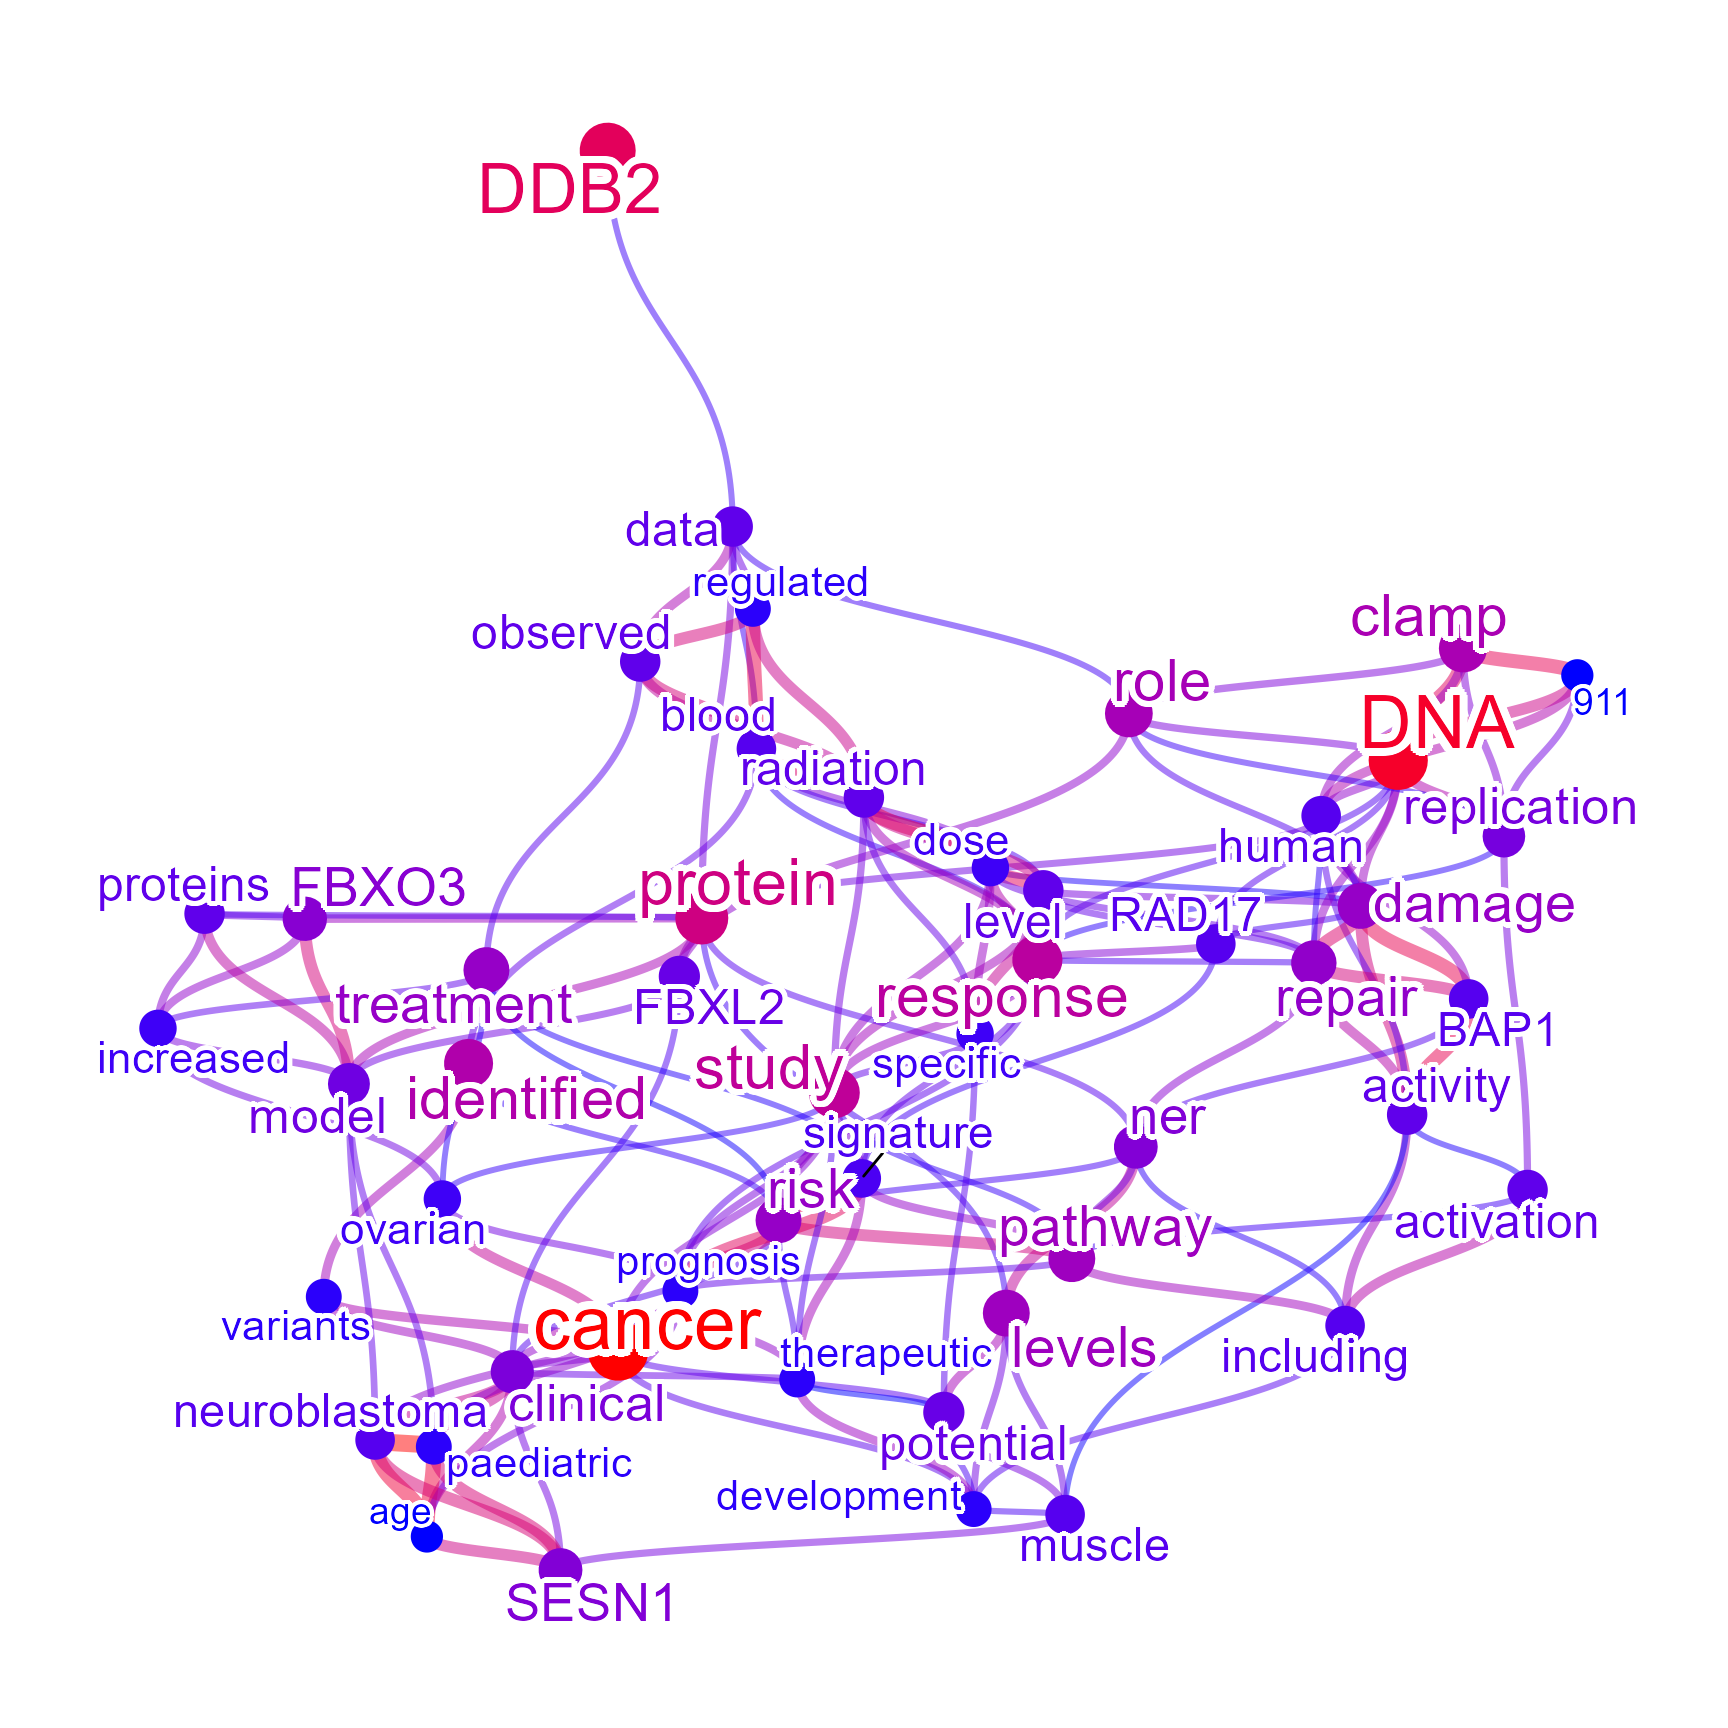 DDB2
data
regulated
observed
clamp
role
911
blood
DNA
radiation
replication
dose
human
proteins
FBXO3
protein
level
RAD17
damage
treatment
FBXL2
response
repair
BAP1
increased
study
specific
activity
model
identified
signature
ner
risk
ovarian
pathway
activation
prognosis
variants
cancer
therapeutic
levels
including
neuroblastoma
clinical
potential
paediatric
development
age
muscle
SESN1